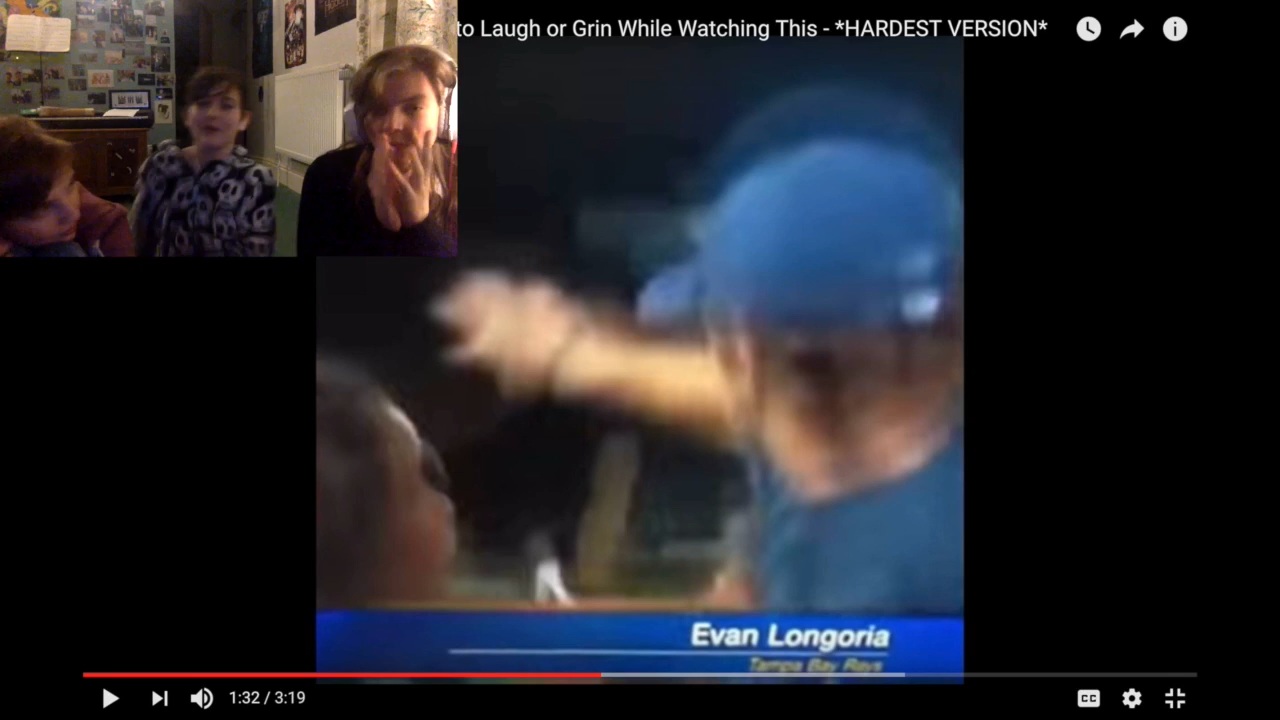 to Laugh or Grin While Watching This - *HARDEST VERSION*
Evan Longoria
Tampa Bay Rays
1:32 / 3:19
CC